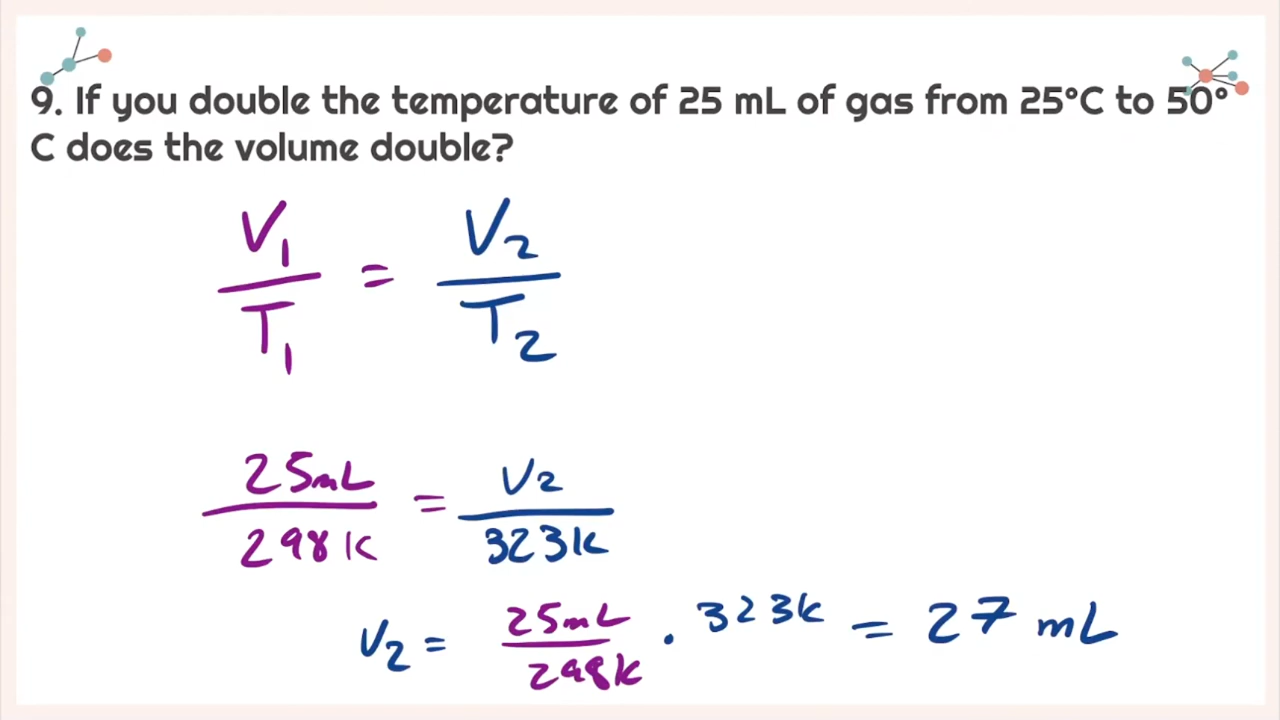 9. If you double the temperature of 25 mL of gas from 25°C to 50°
C does the volume double?
V₁ / T₁ = V₂ / T₂
25mL / 298K = V₂ / 323K
V₂ = 25mL / 298K · 323K = 27 mL